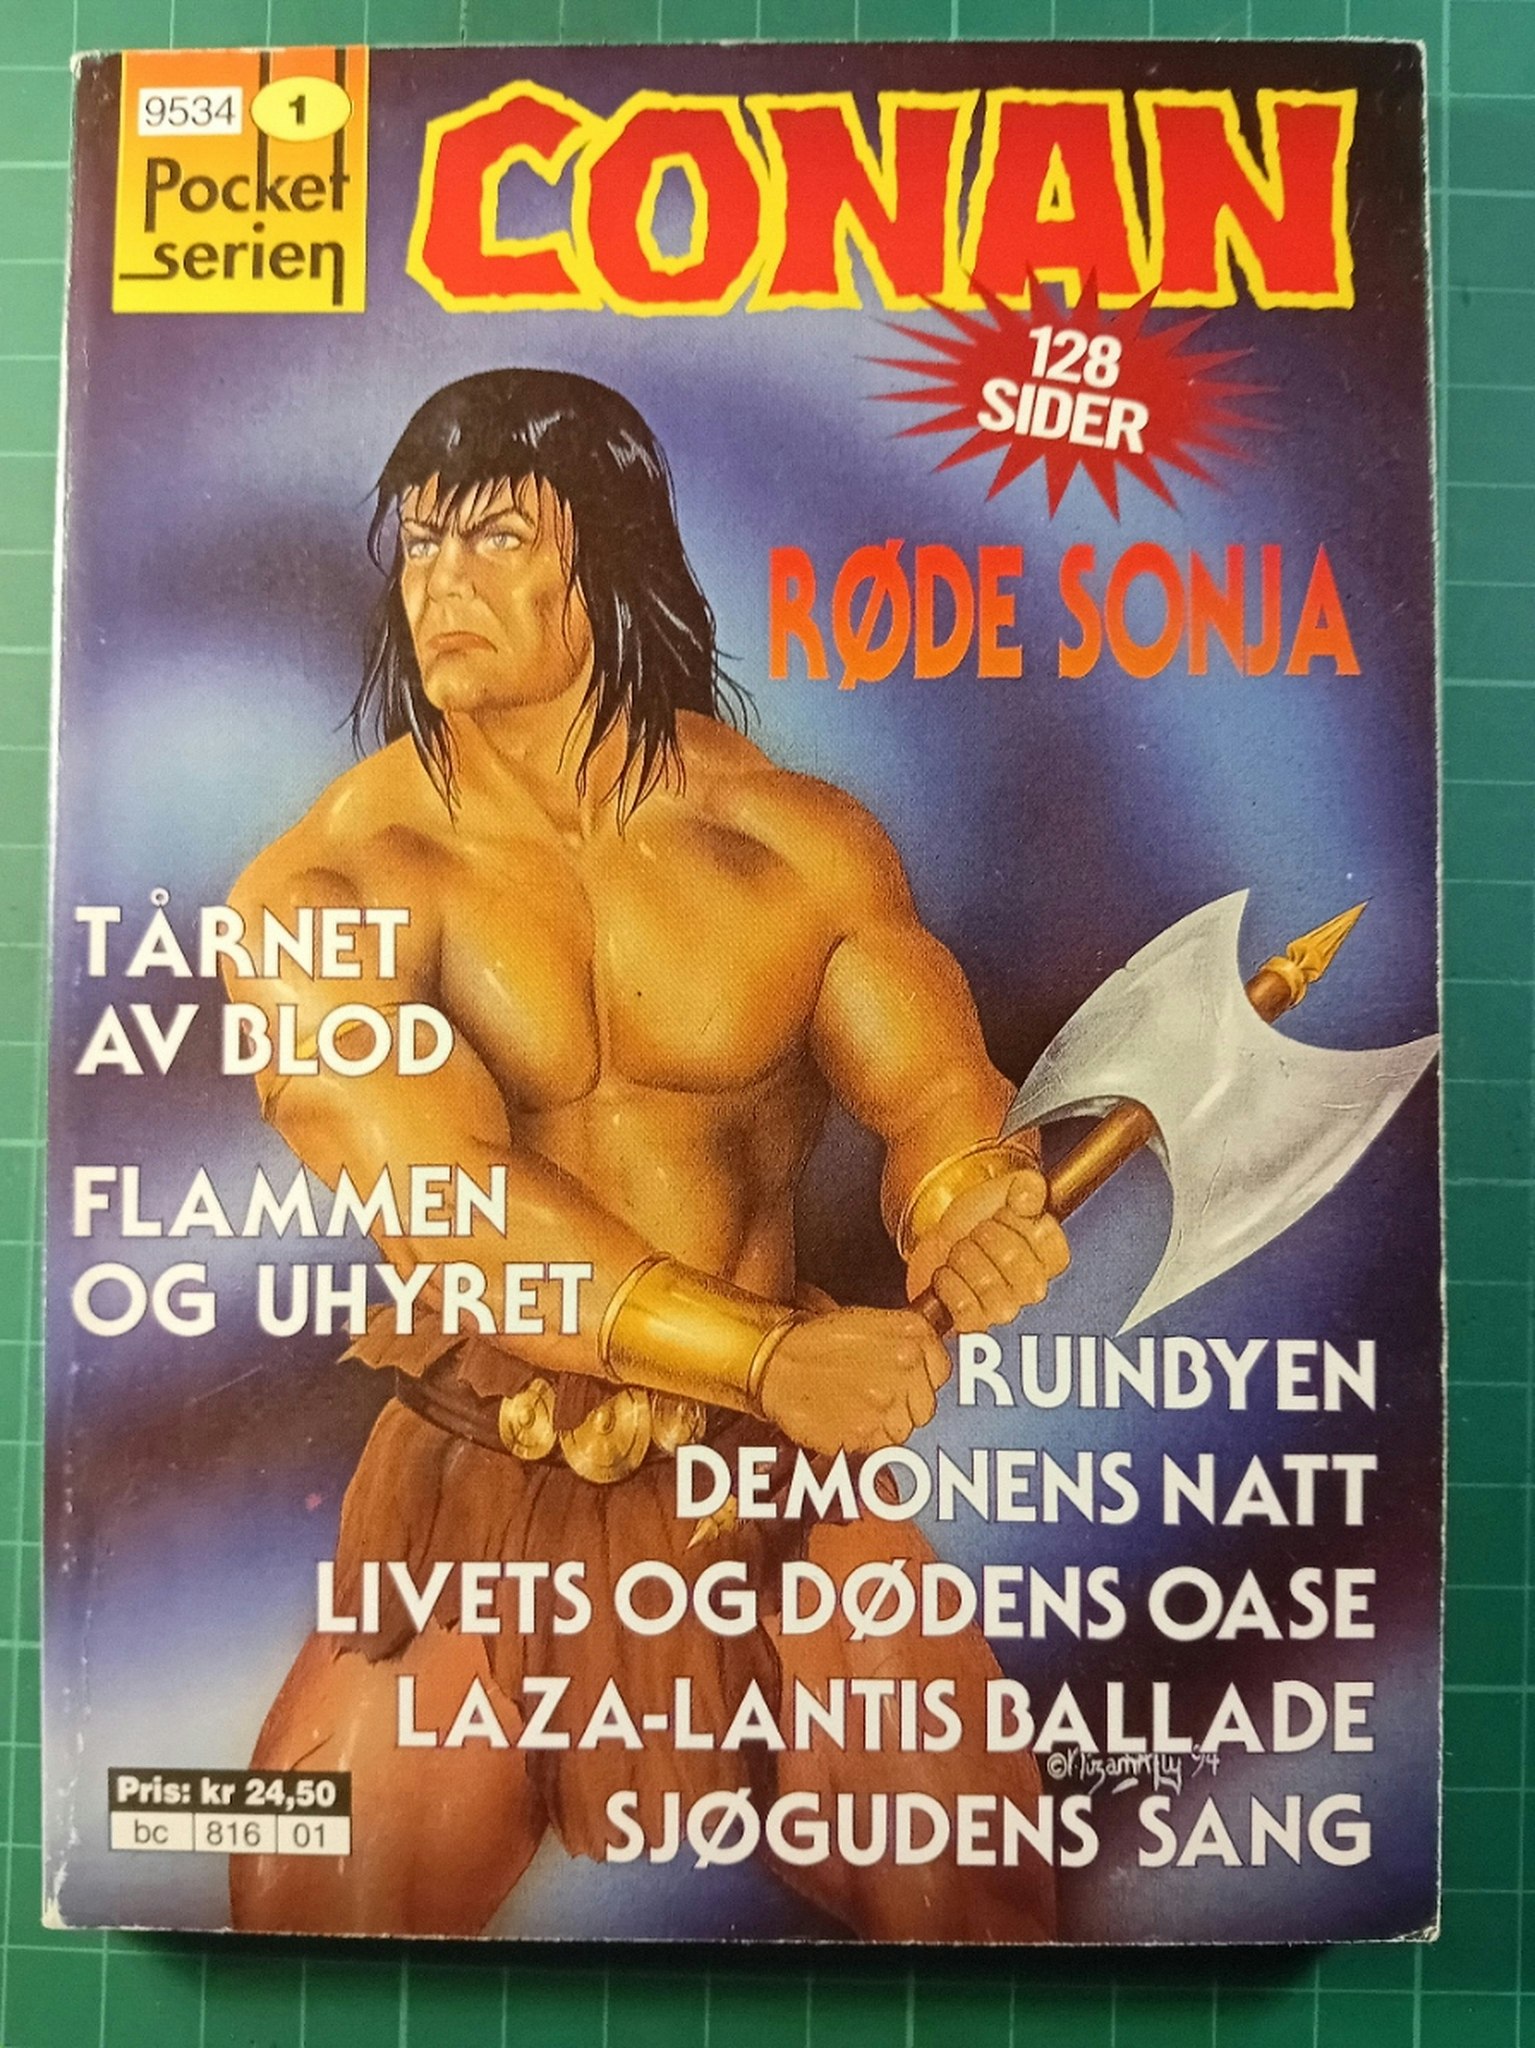 9534
1
Pocket
serien
CONAN
128
SIDER
RØDE SONJA
TÅRNET
AV BLOD
FLAMMEN
OG UHYRET
RUINBYEN
DEMONENS NATT
LIVETS OG DØDENS OASE
LAZA-LANTIS BALLADE
SJØGUDENS SANG
Pris: kr 24,50
bc 816 01